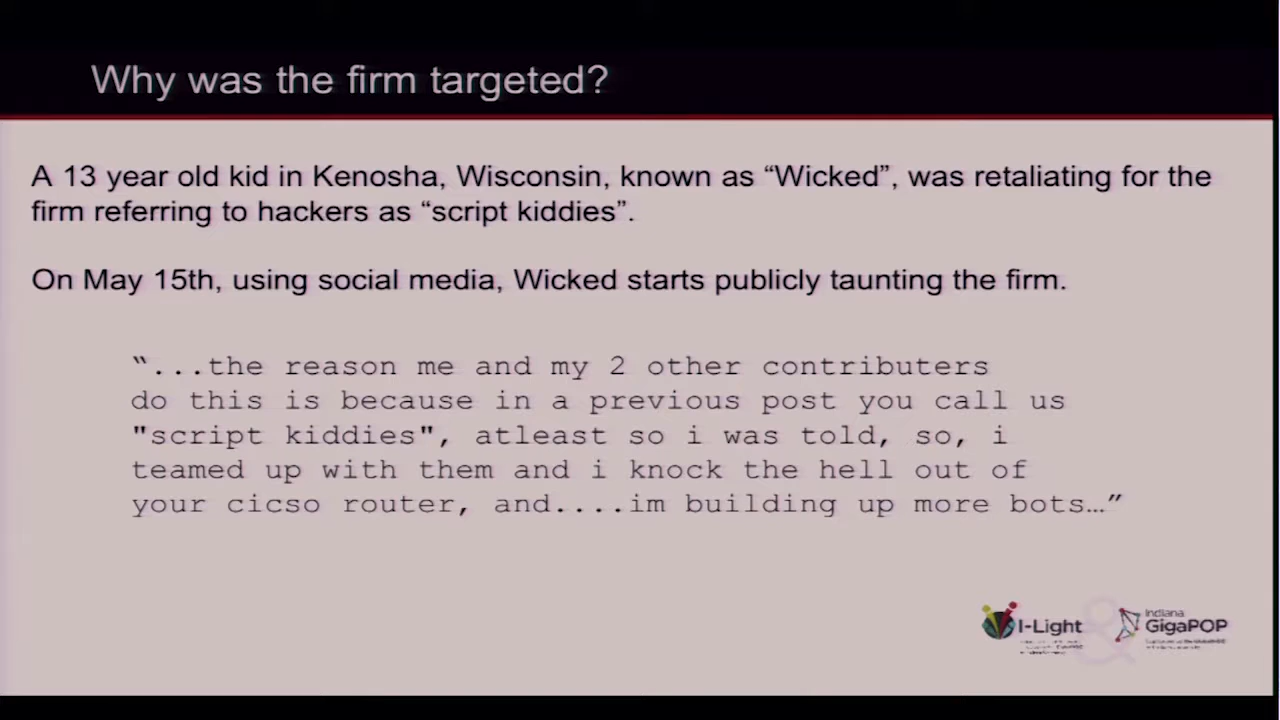 Why was the firm targeted?
A 13 year old kid in Kenosha, Wisconsin, known as “Wicked”, was retaliating for the
firm referring to hackers as “script kiddies”.
On May 15th, using social media, Wicked starts publicly taunting the firm.
“...the reason me and my 2 other contributers
do this is because in a previous post you call us
"script kiddies", atleast so i was told, so, i
teamed up with them and i knock the hell out of
your cicso router, and....im building up more bots…”
I-Light
&
Indiana
GigaPOP